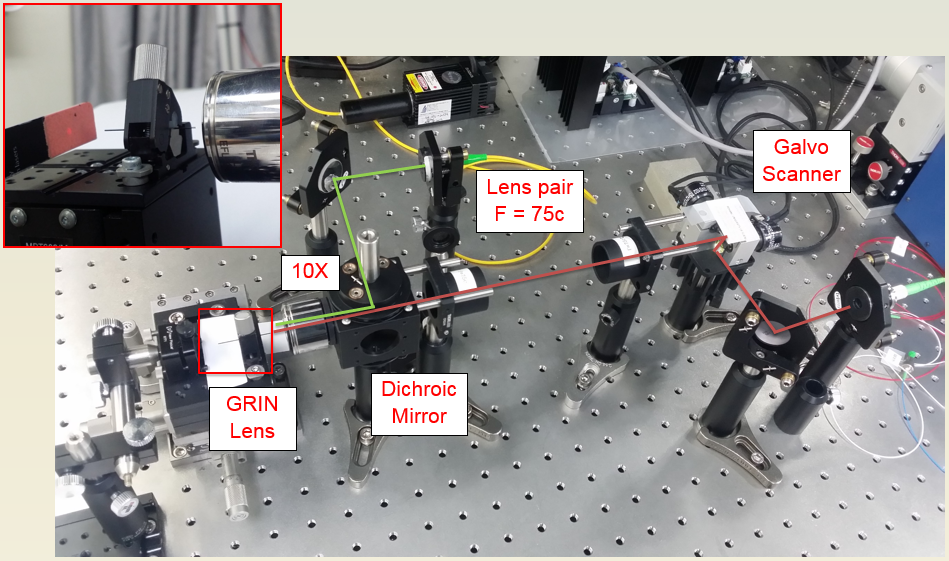 Galvo
Scanner
Lens pair
F = 75c
10X
Dichroic
Mirror
GRIN
Lens